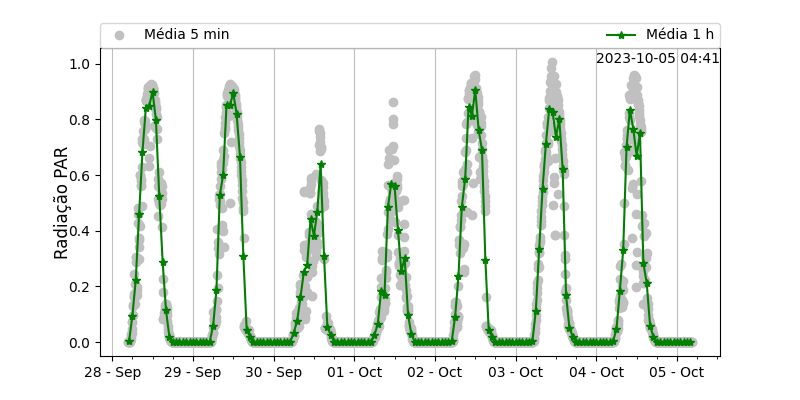 Média 5 min
Média 1 h
2023-10-05 04:41
Radiação PAR
1.0
0.8
0.6
0.4
0.2
0.0
28 - Sep
29 - Sep
30 - Sep
01 - Oct
02 - Oct
03 - Oct
04 - Oct
05 - Oct